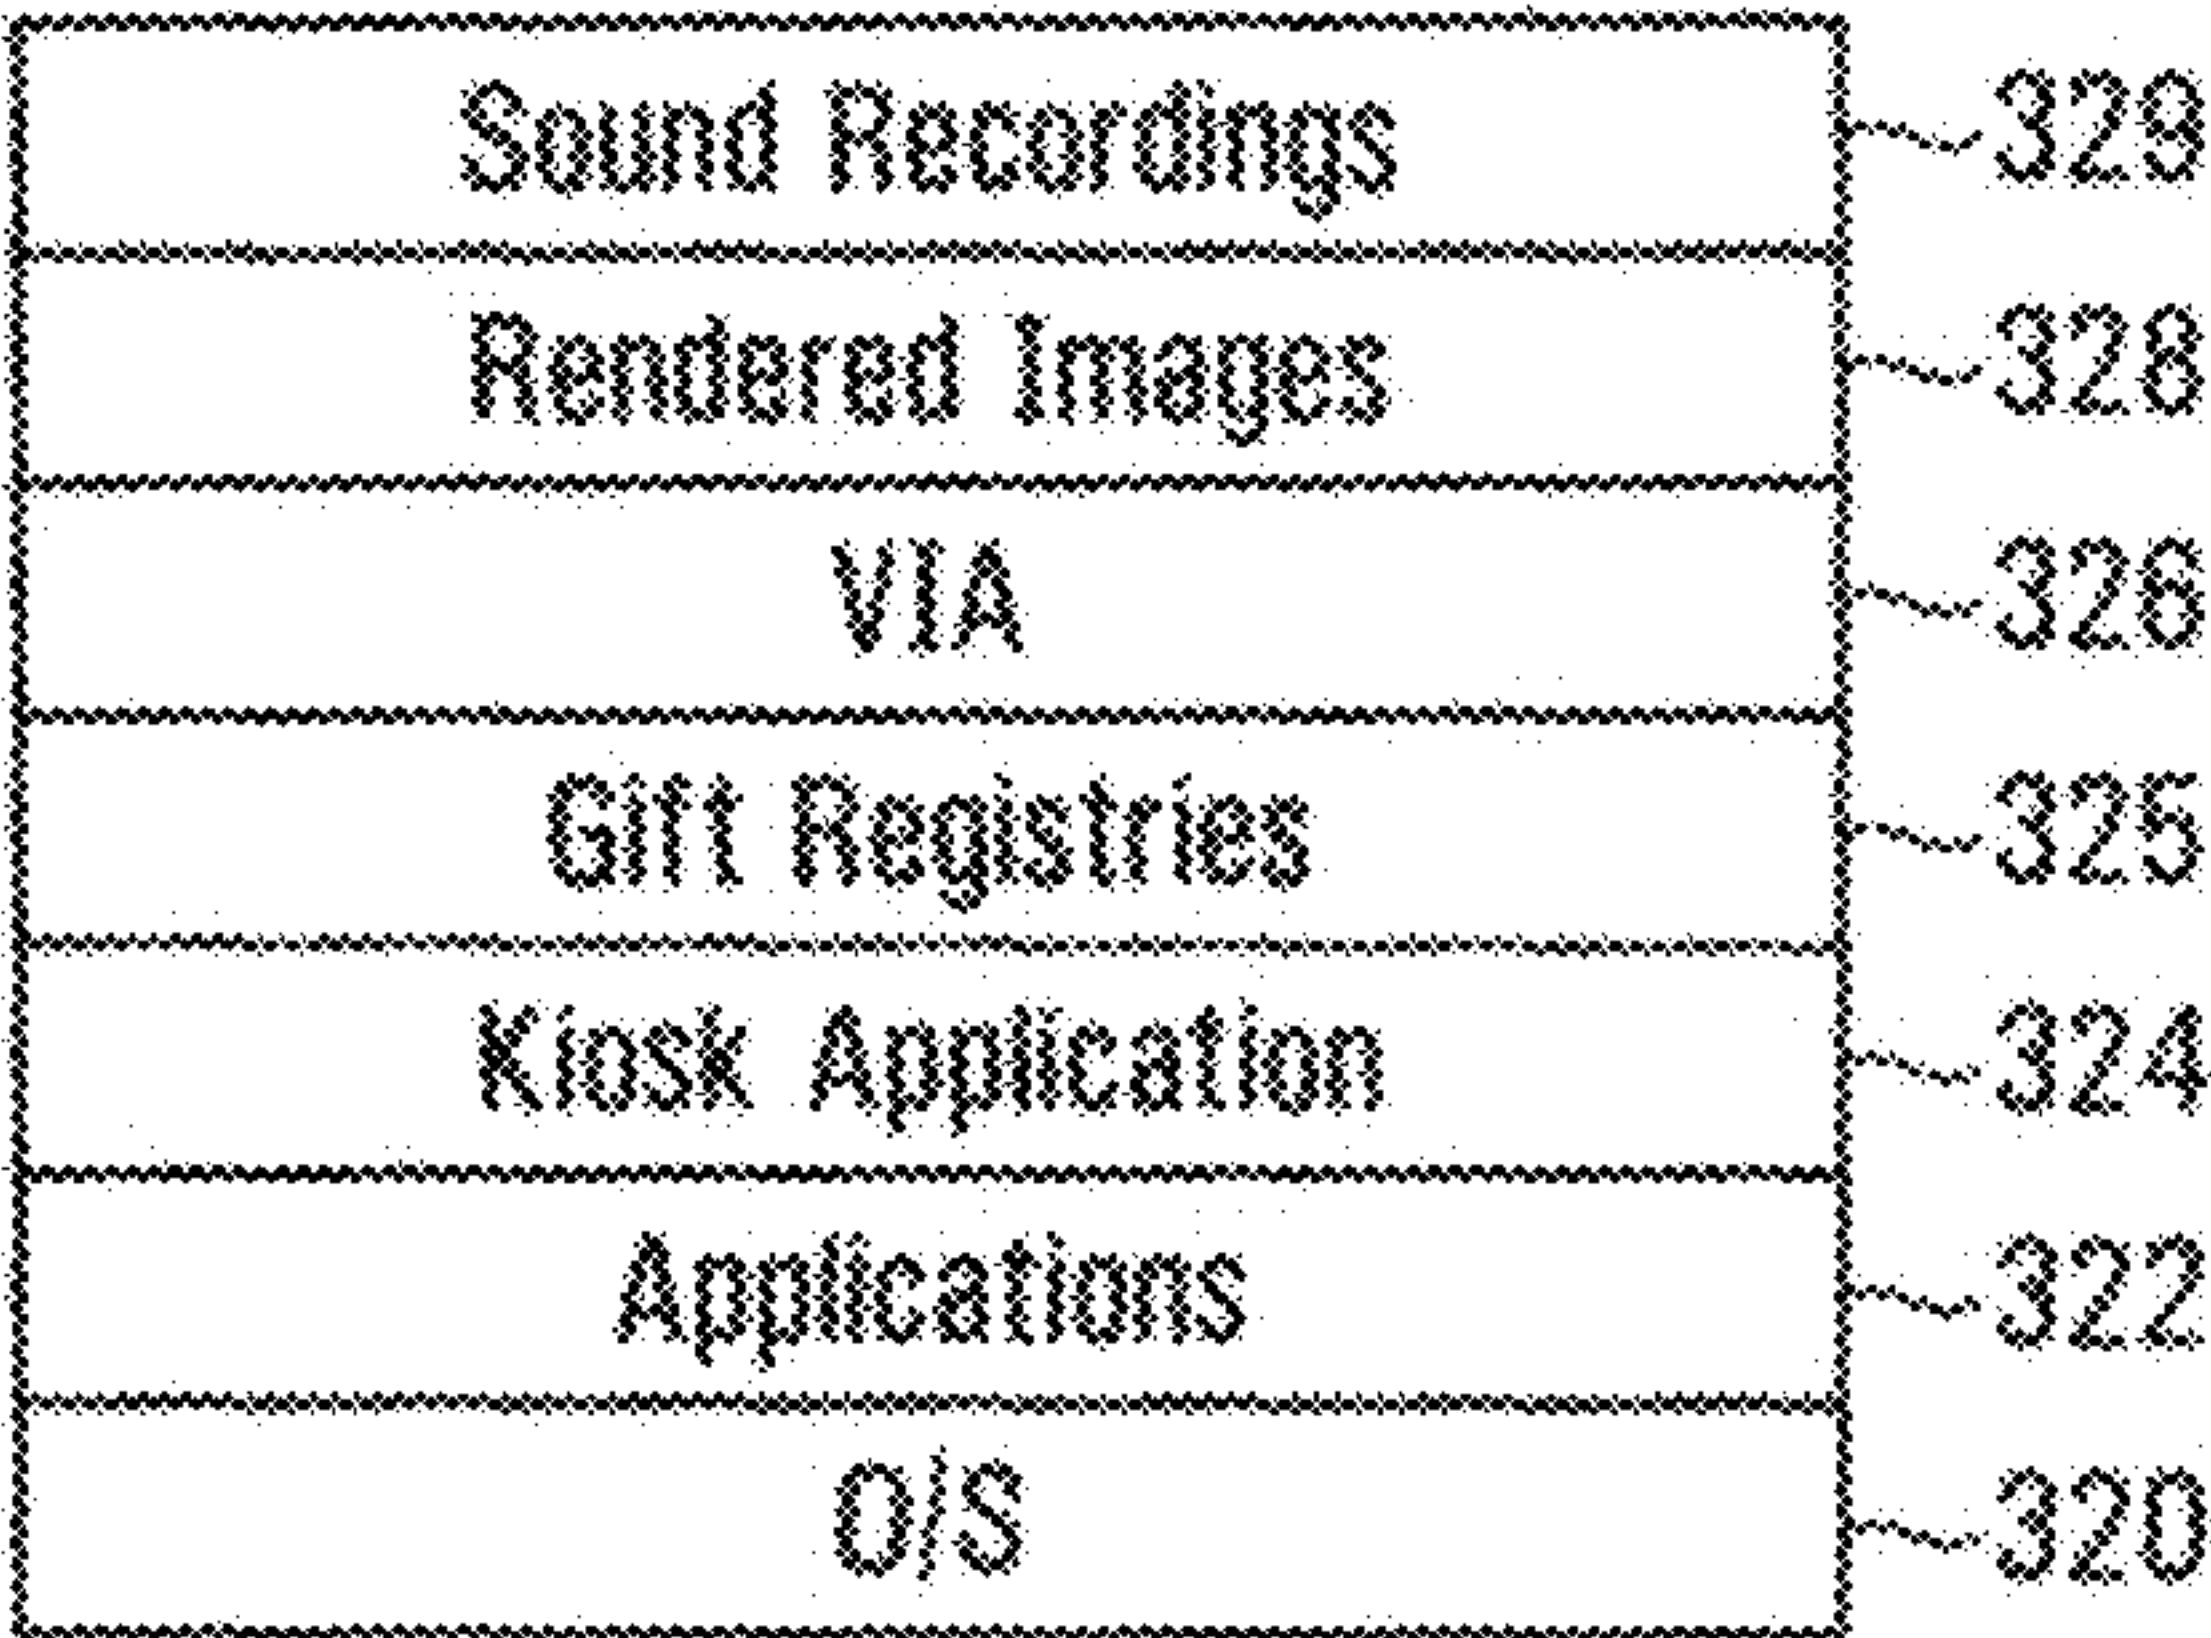 Sound Recordings 329
Rendered Images 328
VIA 326
Gift Registries 325
Kiosk Application 324
Applications 322
O/S 320